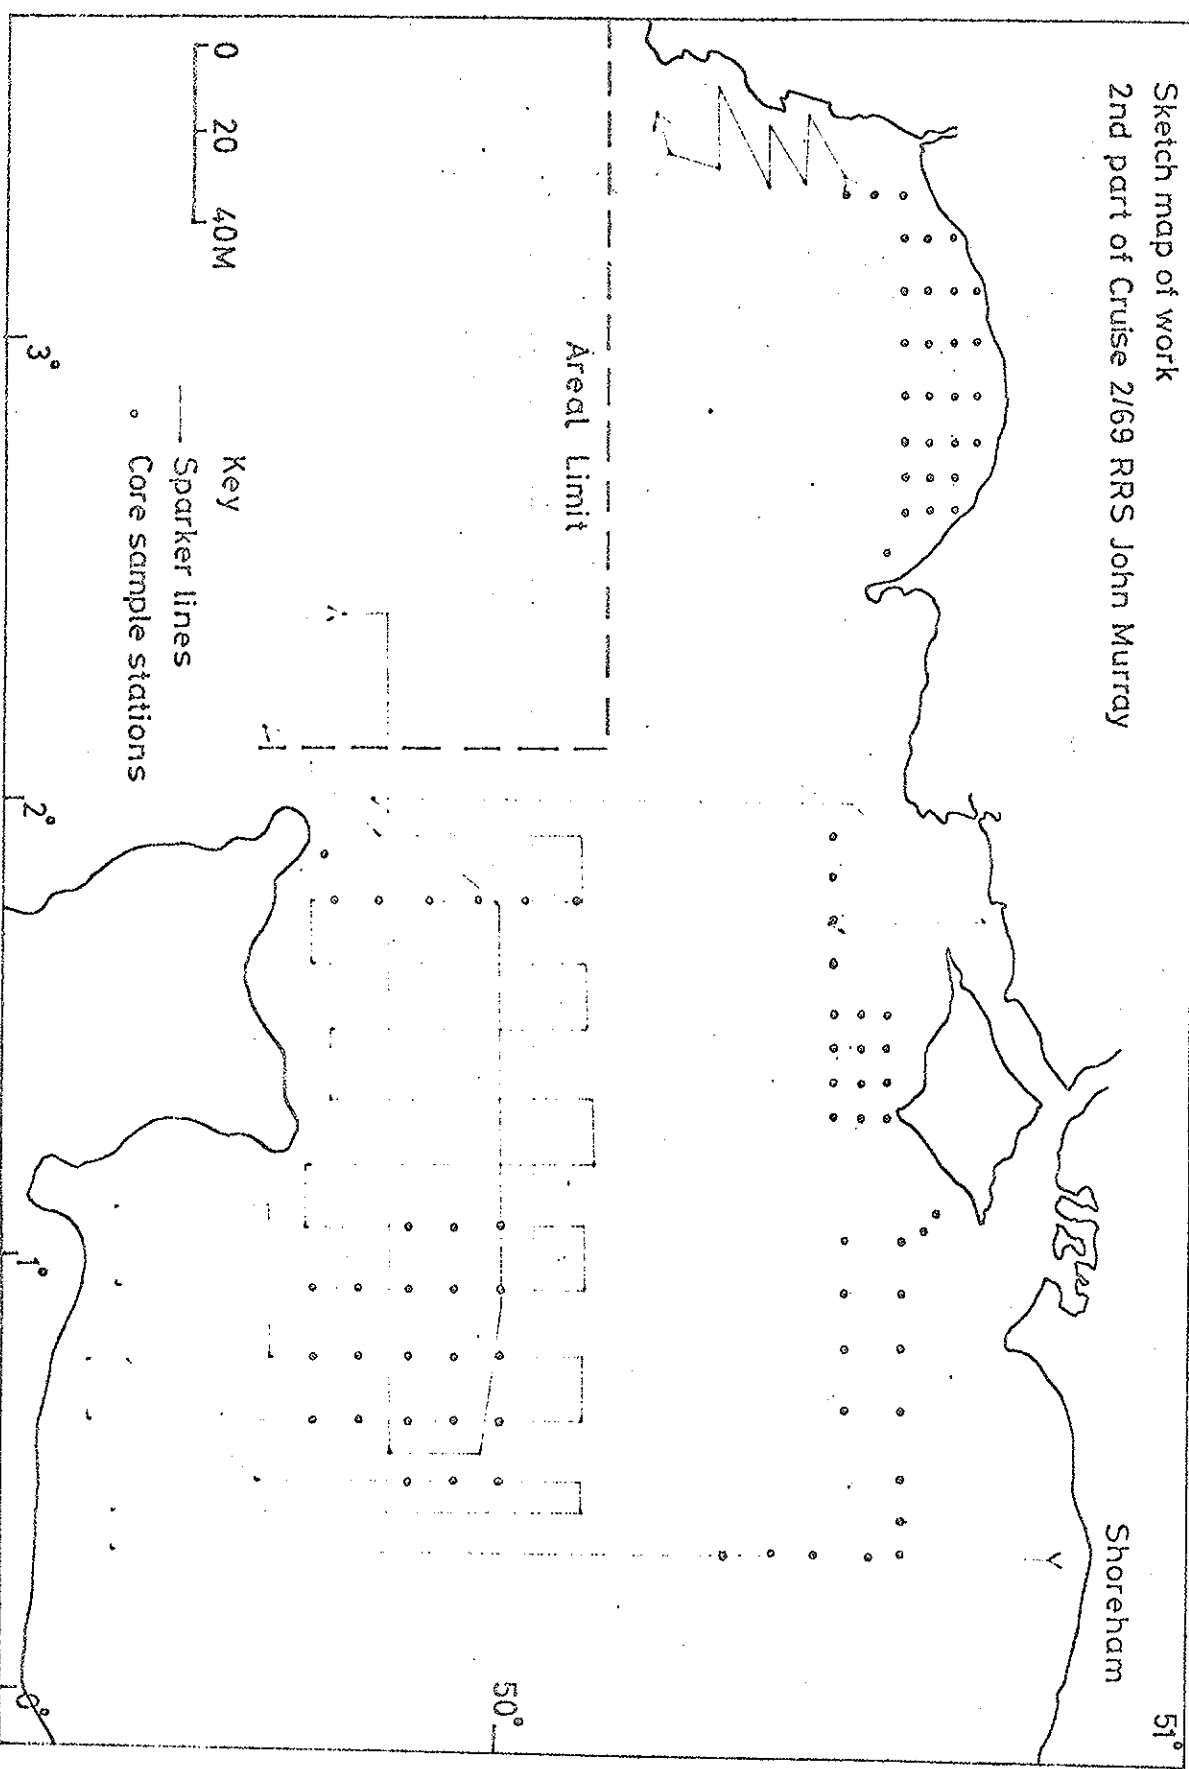 Sketch map of work
2nd part of Cruise 2/69 RRS John Murray
Shoreham
51°
50°
Areal Limit
0 20 40M
Key
Sparker lines
Core sample stations
3° 2° 1° 0°